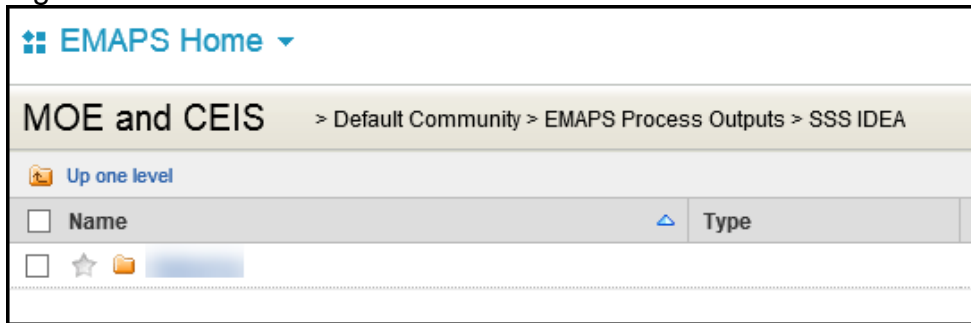 EMAPS Home
MOE and CEIS > Default Community > EMAPS Process Outputs > SSS IDEA
Up one level
Name Type